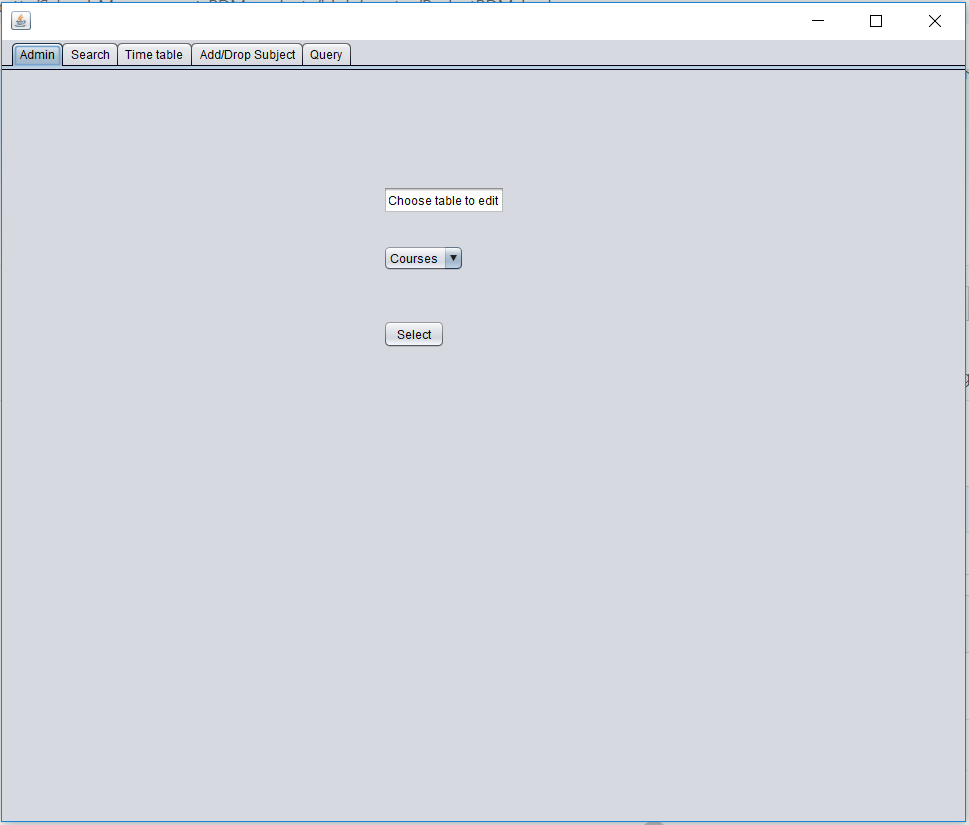 Admin Search Time table Add/Drop Subject Query
Choose table to edit
Courses
Select